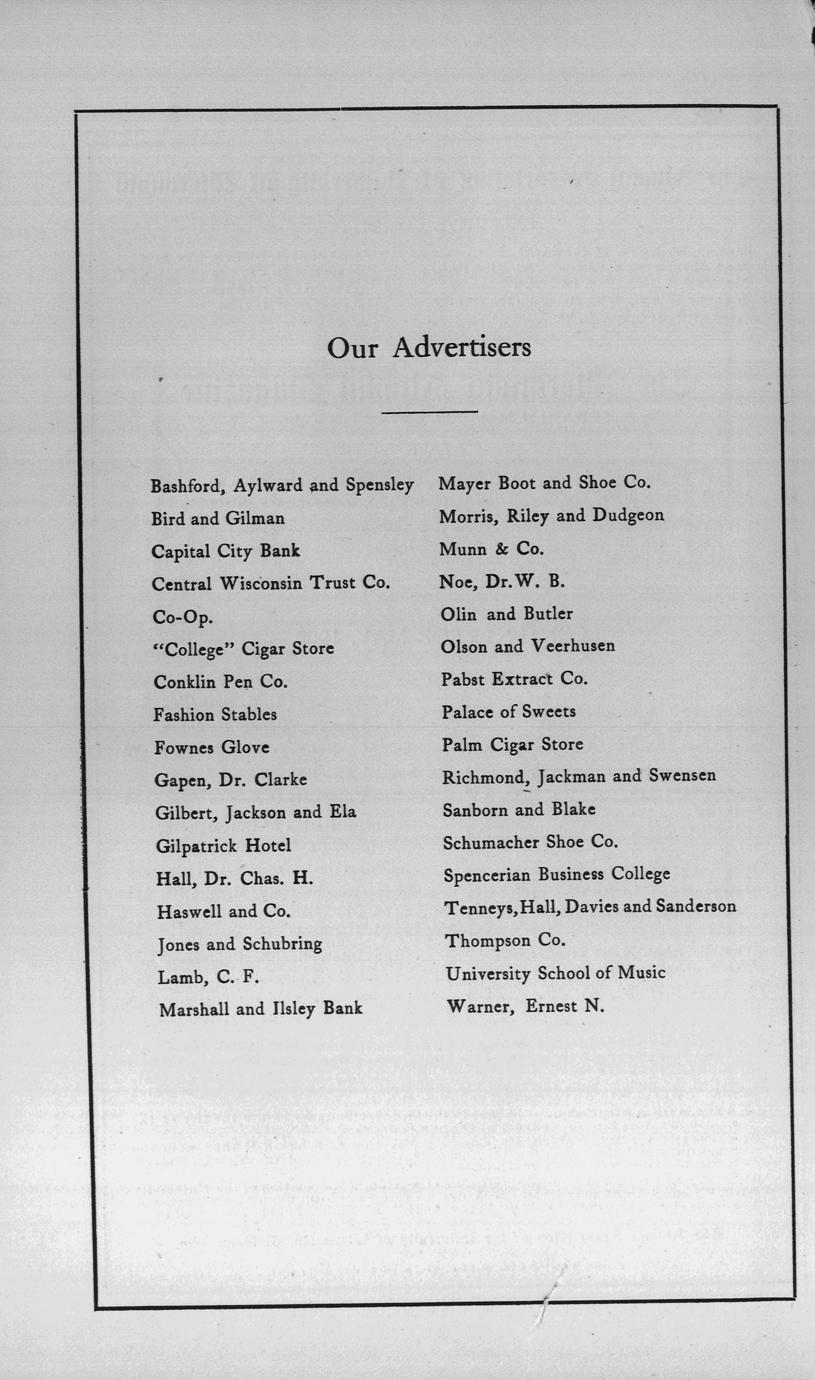 Our Advertisers
Bashford, Aylward and Spensley
Bird and Gilman
Capital City Bank
Central Wisconsin Trust Co.
Co-Op.
“College” Cigar Store
Conklin Pen Co.
Fashion Stables
Fownes Glove
Gapen, Dr. Clarke
Gilbert, Jackson and Ela
Gilpatrick Hotel
Hall, Dr. Chas. H.
Haswell and Co.
Jones and Schubring
Lamb, C. F.
Marshall and Ilsley Bank
Mayer Boot and Shoe Co.
Morris, Riley and Dudgeon
Munn & Co.
Noe, Dr. W. B.
Olin and Butler
Olson and Veerhusen
Pabst Extract Co.
Palace of Sweets
Palm Cigar Store
Richmond, Jackman and Swensen
Sanborn and Blake
Schumacher Shoe Co.
Spencerian Business College
Tenneys, Hall, Davies and Sanderson
Thompson Co.
University School of Music
Warner, Ernest N.